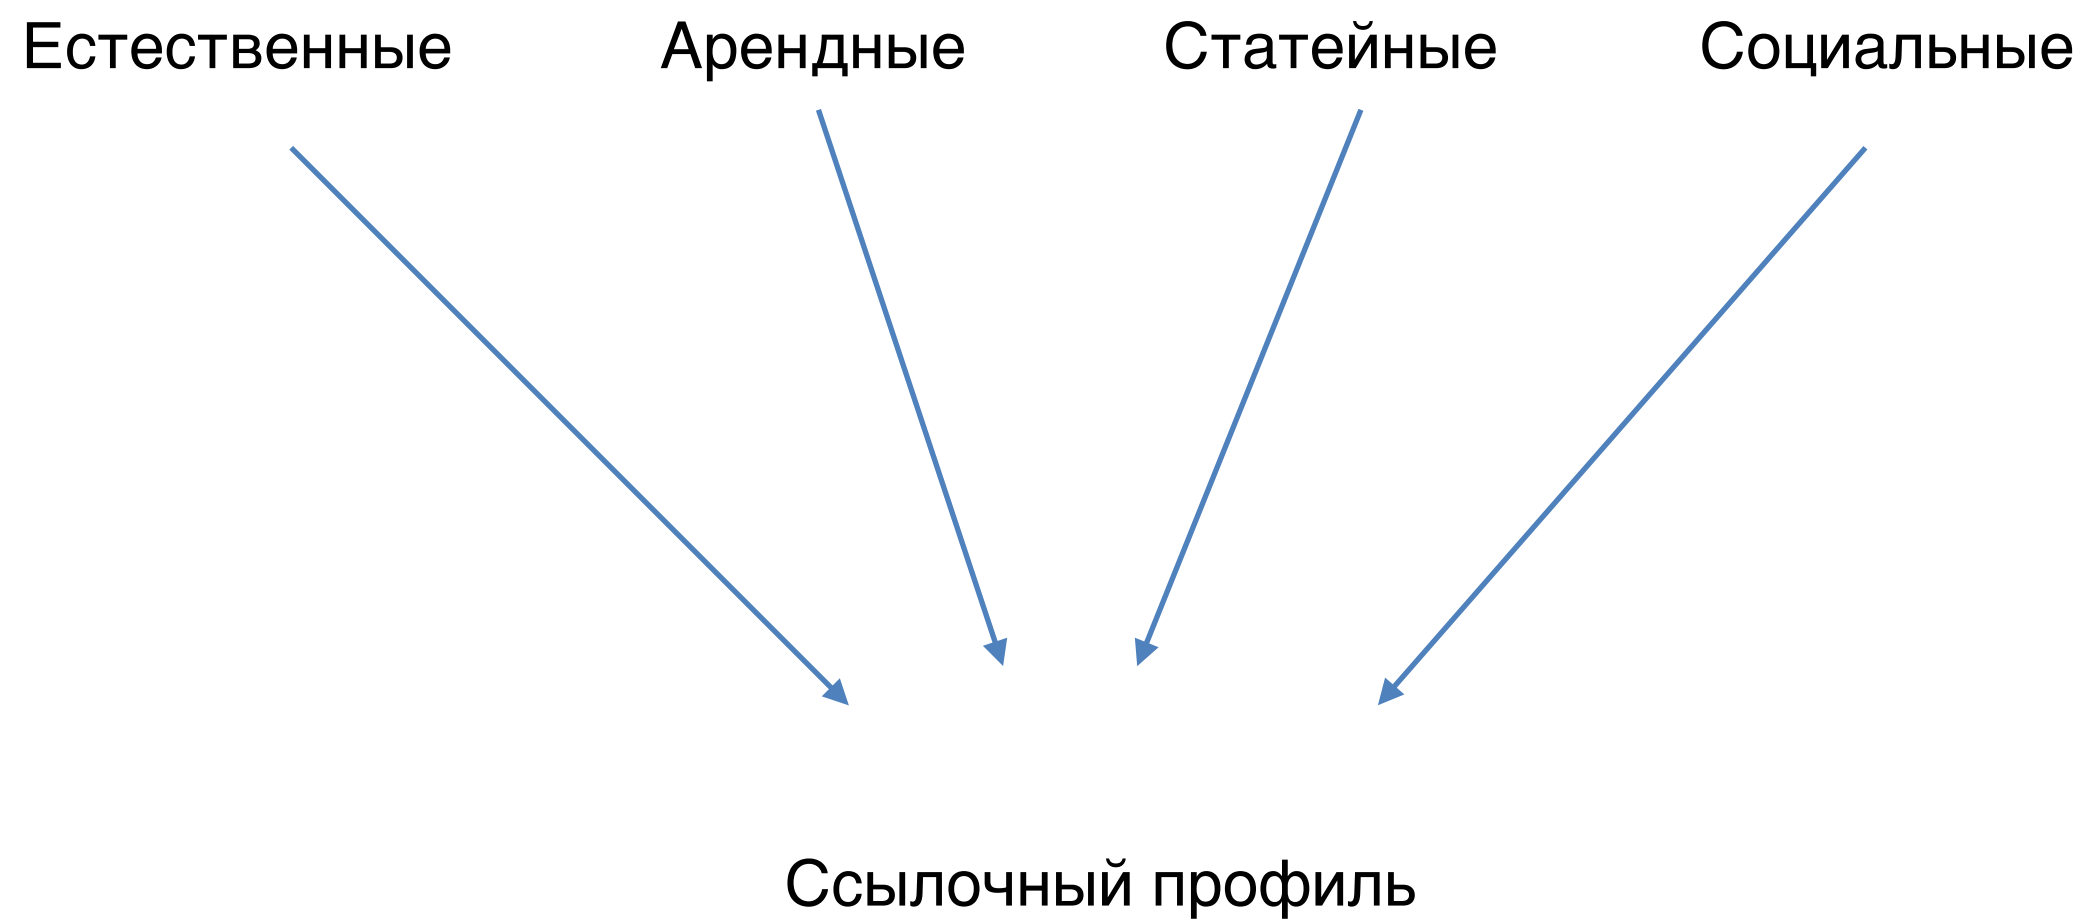 Естественные Арендные Статейные Социальные
Ссылочный профиль